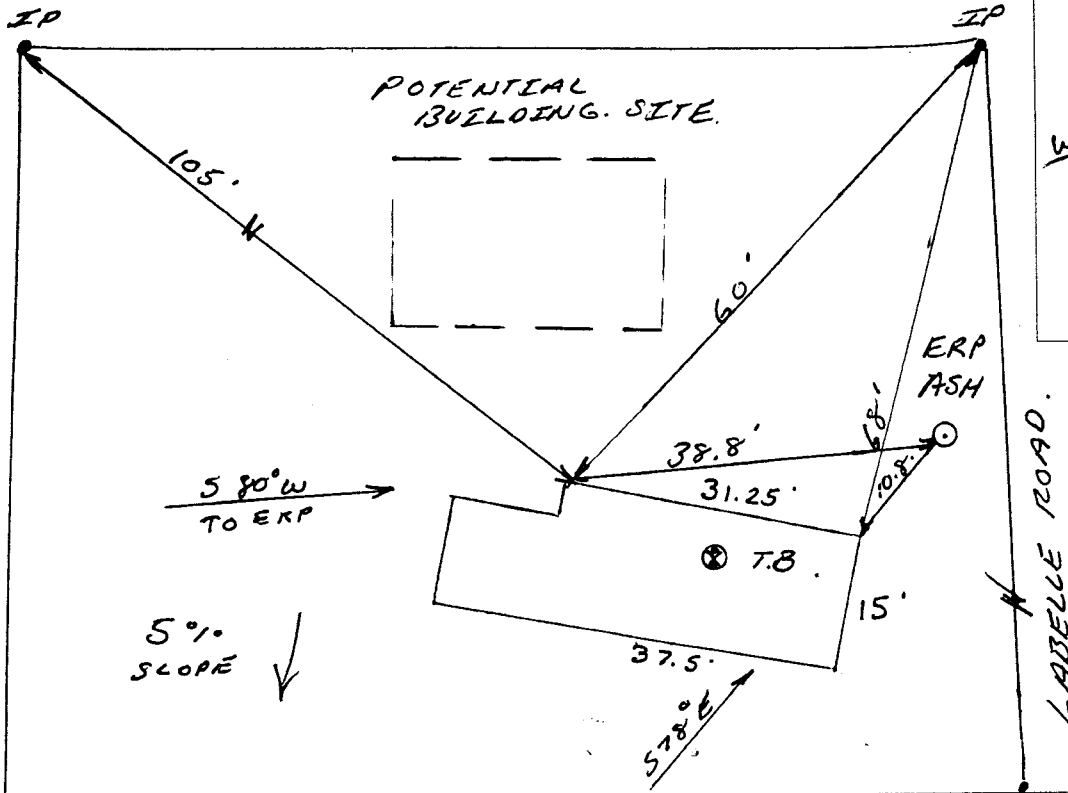 IP
IP
POTENTIAL
BUILDING. SITE.
105'
60'
ERP
ASH
68'
38.8'
10.8.
31.25'
S 80° W
TO ERP
T.B.
15'
5%
SLOPE
37.5'
S78° E
LABELLE ROAD.